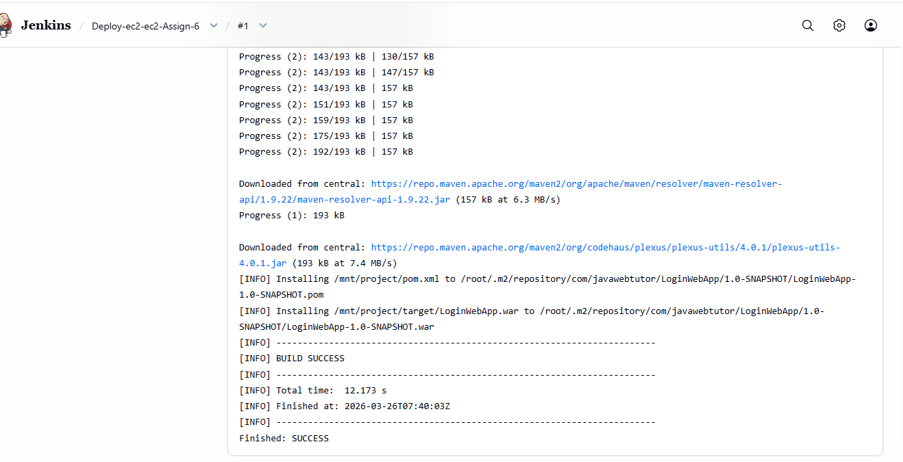 Jenkins / Deploy-ec2-ec2-Assign-6 / #1
Progress (2): 143/193 kB | 130/157 kB
Progress (2): 143/193 kB | 147/157 kB
Progress (2): 143/193 kB | 157 kB
Progress (2): 151/193 kB | 157 kB
Progress (2): 159/193 kB | 157 kB
Progress (2): 175/193 kB | 157 kB
Progress (2): 192/193 kB | 157 kB
Downloaded from central: https://repo.maven.apache.org/maven2/org/apache/maven/resolver/maven-resolver-
api/1.9.22/maven-resolver-api-1.9.22.jar (157 kB at 6.3 MB/s)
Progress (1): 193 kB
Downloaded from central: https://repo.maven.apache.org/maven2/org/codehaus/plexus/plexus-utils/4.0.1/plexus-utils-
4.0.1.jar (193 kB at 7.4 MB/s)
[INFO] Installing /mnt/project/pom.xml to /root/.m2/repository/com/javawebtutor/LoginWebApp/1.0-SNAPSHOT/LoginWebApp-
1.0-SNAPSHOT.pom
[INFO] Installing /mnt/project/target/LoginWebApp.war to /root/.m2/repository/com/javawebtutor/LoginWebApp/1.0-
SNAPSHOT/LoginWebApp-1.0-SNAPSHOT.war
[INFO] ------------------------------------------------------------------------
[INFO] BUILD SUCCESS
[INFO] ------------------------------------------------------------------------
[INFO] Total time:  12.173 s
[INFO] Finished at: 2026-03-26T07:40:03Z
[INFO] ------------------------------------------------------------------------
Finished: SUCCESS